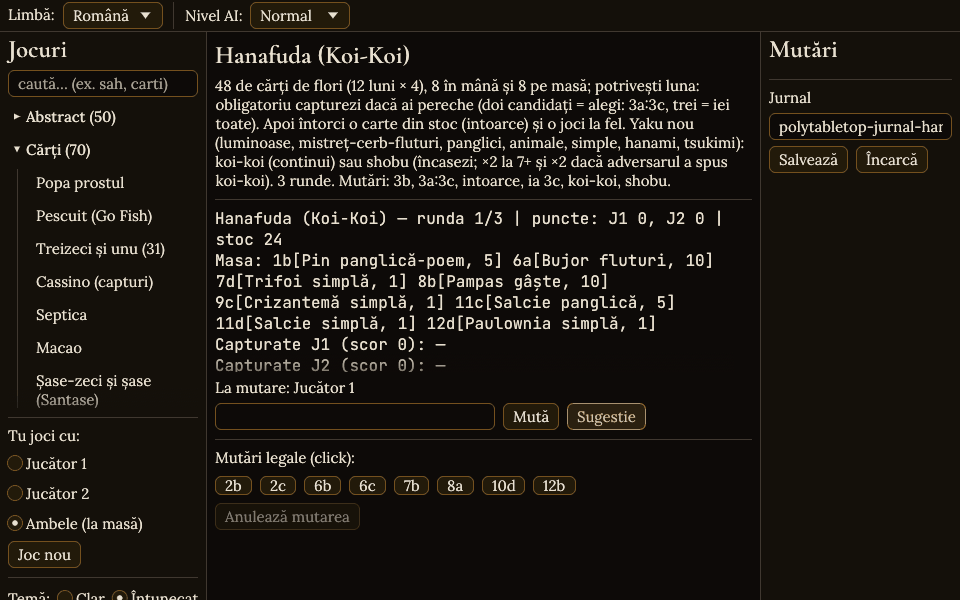 Limbă: Română ▼ Nivel AI: Normal ▼
Jocuri
caută... (ex. sah, carti)
▸ Abstract (50)
▾ Cărți (70)
Popa prostul
Pescuit (Go Fish)
Treizeci și unu (31)
Cassino (capturi)
Septica
Macao
Șase-zeci și șase
(Santase)
Tu joci cu:
Jucător 1
Jucător 2
Ambele (la masă)
Joc nou
Temă: Clar Întunecat
Hanafuda (Koi-Koi)
48 de cărți de flori (12 luni × 4), 8 în mână și 8 pe masă; potrivești luna:
obligatoriu capturezi dacă ai pereche (doi candidați = alegi: 3a:3c, trei = iei
toate). Apoi întorci o carte din stoc (intoarce) și o joci la fel. Yaku nou
(luminoase, mistreț-cerb-fluturi, panglici, animale, simple, hanami, tsukimi):
koi-koi (continui) sau shobu (încasezi; ×2 la 7+ și ×2 dacă adversarul a spus
koi-koi). 3 runde. Mutări: 3b, 3a:3c, intoarce, ia 3c, koi-koi, shobu.
Hanafuda (Koi-Koi) — runda 1/3 | puncte: J1 0, J2 0 |
stoc 24
Masa: 1b[Pin panglică-poem, 5] 6a[Bujor fluturi, 10]
7d[Trifoi simplă, 1] 8b[Pampas gâște, 10]
9c[Crizantemă simplă, 1] 11c[Salcie panglică, 5]
11d[Salcie simplă, 1] 12d[Paulownia simplă, 1]
Capturate J1 (scor 0): —
Capturate J2 (scor 0): —
La mutare: Jucător 1
Mută Sugestie
Mutări legale (click):
2b 2c 6b 6c 7b 8a 10d 12b
Anulează mutarea
Mutări
Jurnal
polytabletop-jurnal-har
Salvează Încarcă